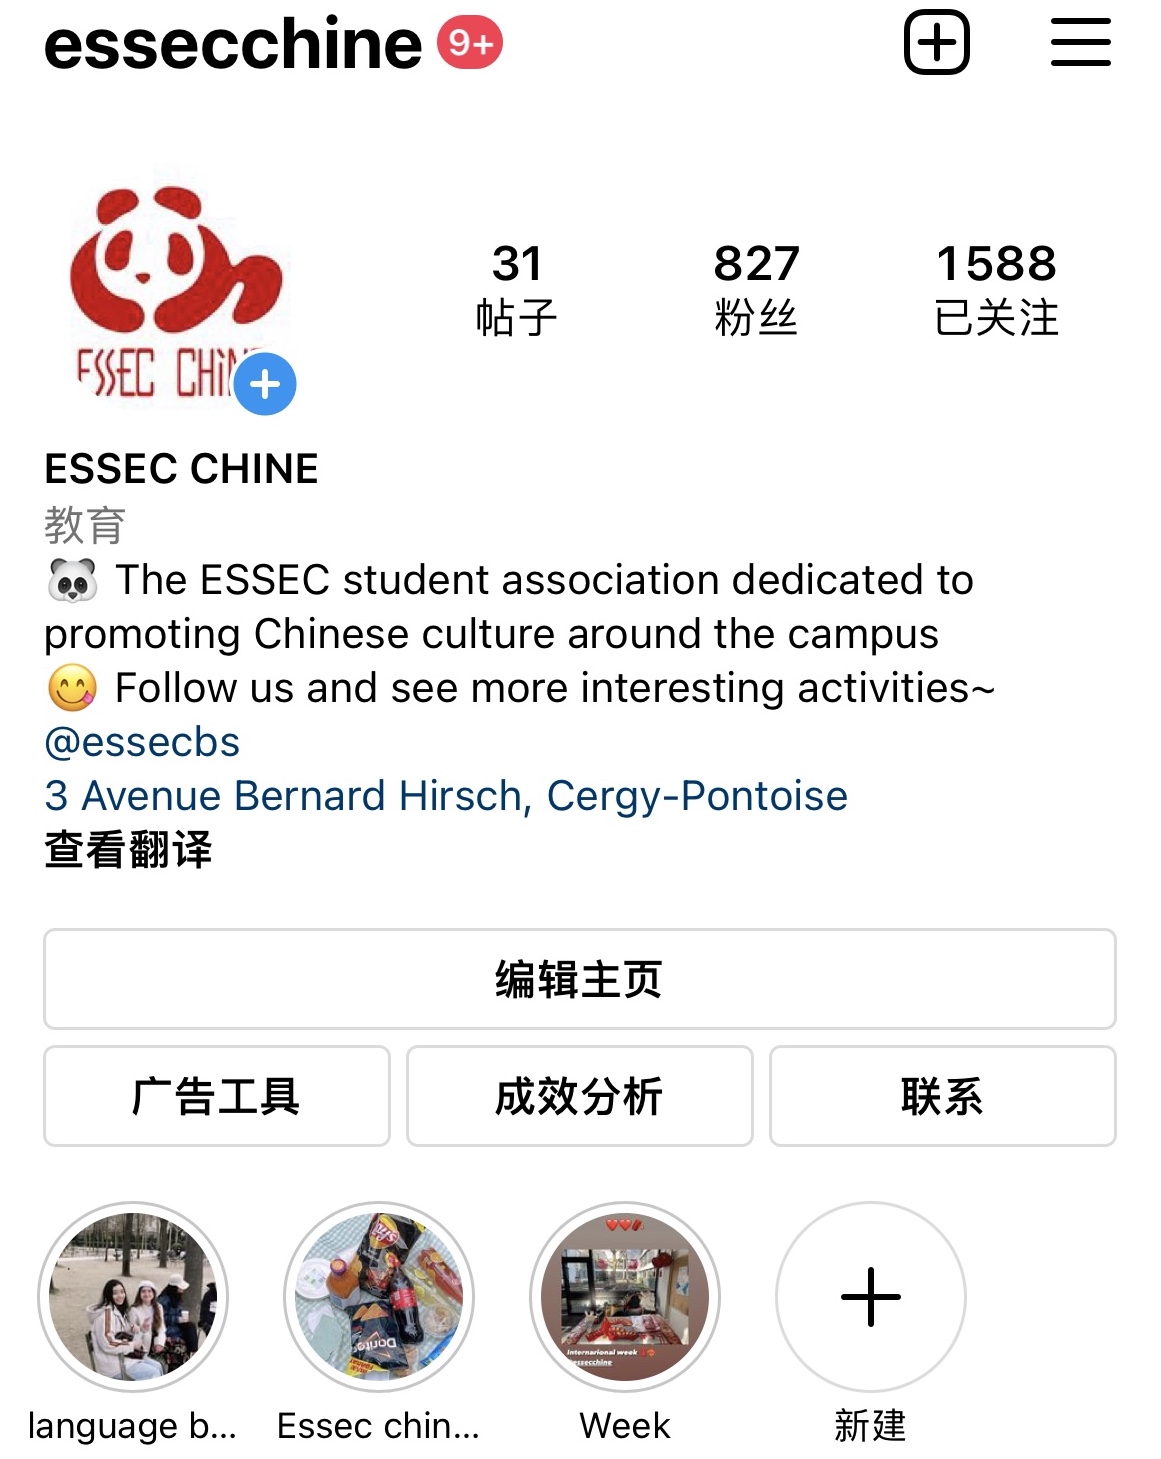 essecchine 9+
31
帖子
827
粉丝
1588
已关注
ESSEC
ESSEC CHINE
教育
The ESSEC student association dedicated to
promoting Chinese culture around the campus
Follow us and see more interesting activities~
@essecbs
3 Avenue Bernard Hirsch, Cergy-Pontoise
查看翻译
编辑主页
广告工具
成效分析
联系
Lay's
Doritos
Internarional week
@essecchine
language b...
Essec chin...
Week
新建